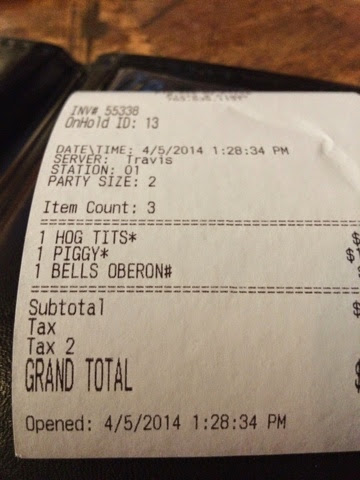 INV# 55338
OnHold ID: 13
DATE\TIME: 4/5/2014 1:28:34 PM
SERVER: Travis
STATION: 01
PARTY SIZE: 2
Item Count: 3
1 HOG TITS* $
1 PIGGY* $
1 BELLS OBERON#
Subtotal $
Tax
Tax 2
GRAND TOTAL $
Opened: 4/5/2014 1:28:34 PM